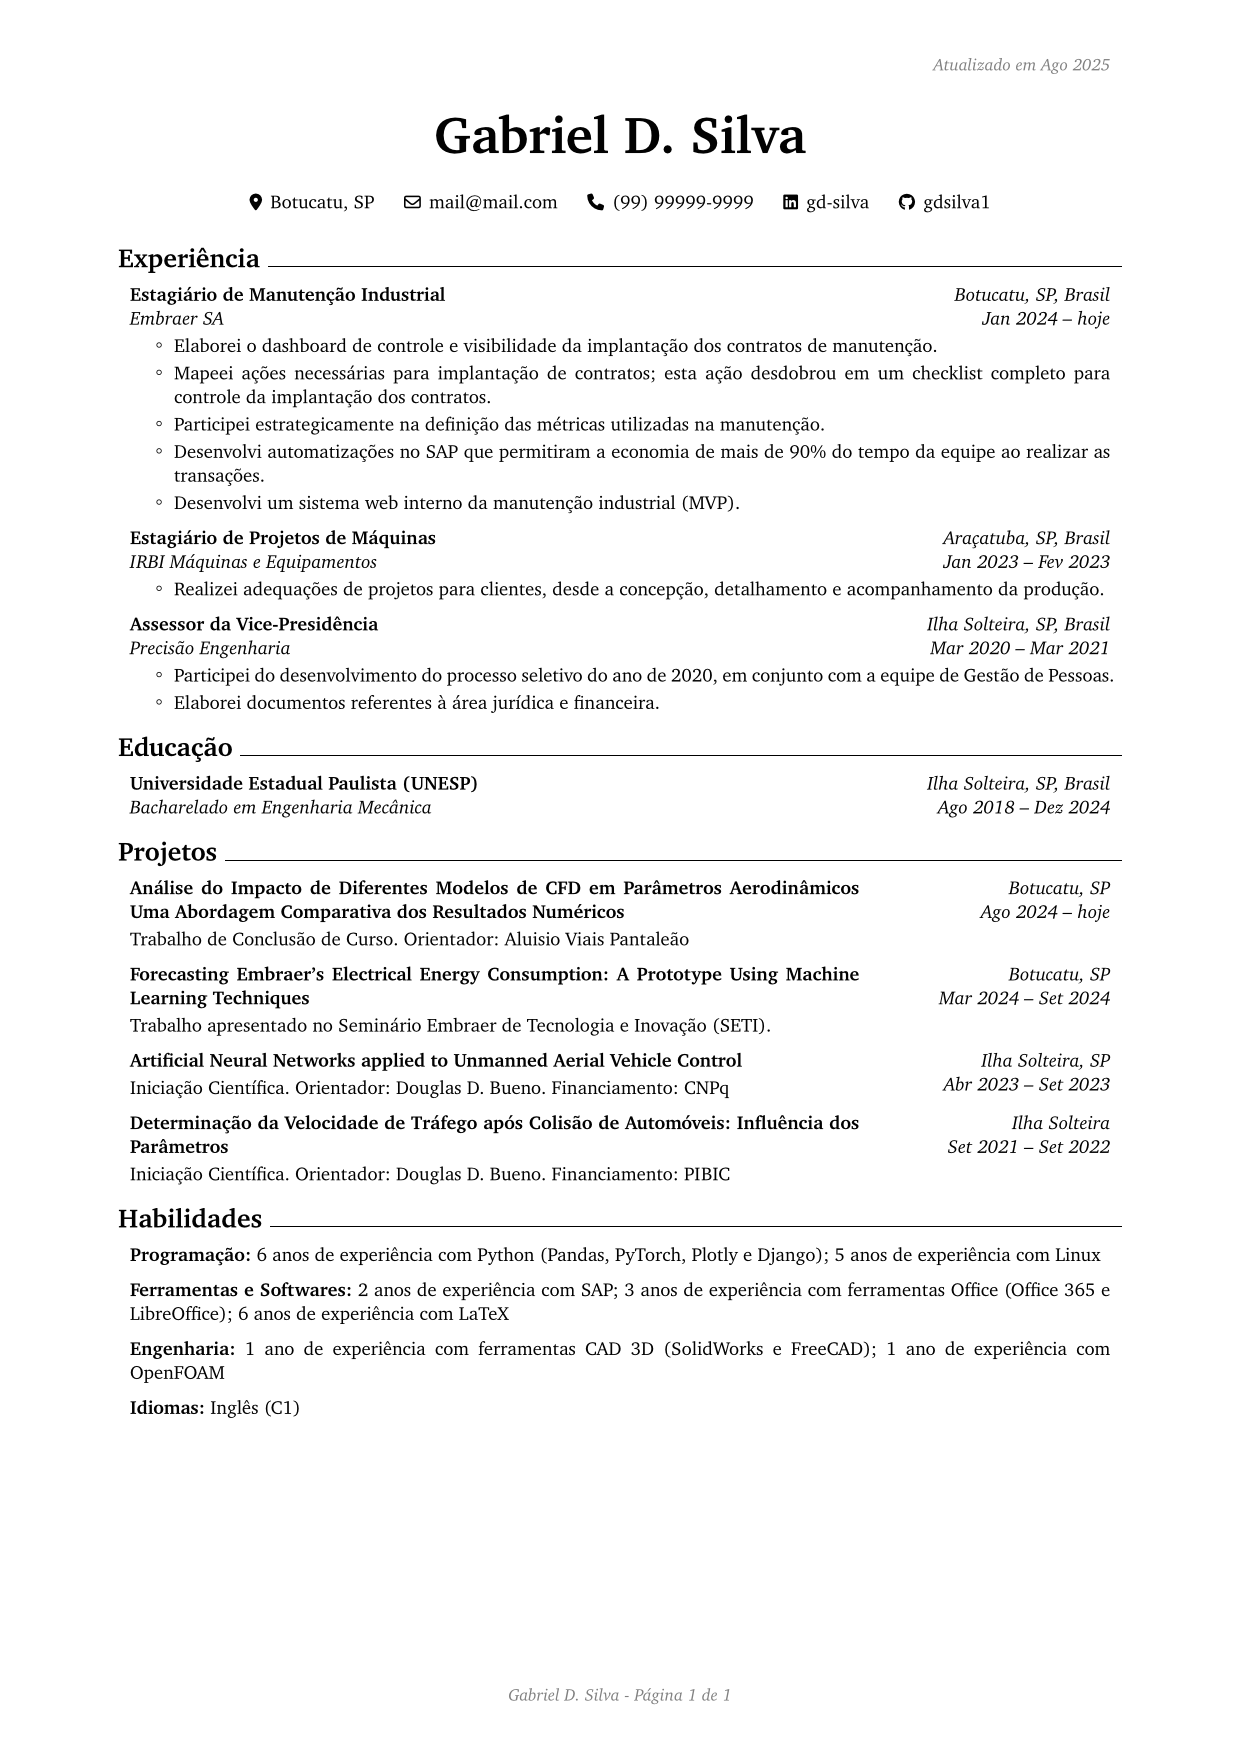 Atualizado em Ago 2025
Gabriel D. Silva
Botucatu, SP mail@mail.com (99) 99999-9999 gd-silva gdsilva1
Experiência
Estagiário de Manutenção Industrial Botucatu, SP, Brasil
Embraer SA Jan 2024 – hoje
◦ Elaborei o dashboard de controle e visibilidade da implantação dos contratos de manutenção.
◦ Mapeei ações necessárias para implantação de contratos; esta ação desdobrou em um checklist completo para
controle da implantação dos contratos.
◦ Participei estrategicamente na definição das métricas utilizadas na manutenção.
◦ Desenvolvi automatizações no SAP que permitiram a economia de mais de 90% do tempo da equipe ao realizar as
transações.
◦ Desenvolvi um sistema web interno da manutenção industrial (MVP).
Estagiário de Projetos de Máquinas Araçatuba, SP, Brasil
IRBI Máquinas e Equipamentos Jan 2023 – Fev 2023
◦ Realizei adequações de projetos para clientes, desde a concepção, detalhamento e acompanhamento da produção.
Assessor da Vice-Presidência Ilha Solteira, SP, Brasil
Precisão Engenharia Mar 2020 – Mar 2021
◦ Participei do desenvolvimento do processo seletivo do ano de 2020, em conjunto com a equipe de Gestão de Pessoas.
◦ Elaborei documentos referentes à área jurídica e financeira.
Educação
Universidade Estadual Paulista (UNESP) Ilha Solteira, SP, Brasil
Bacharelado em Engenharia Mecânica Ago 2018 – Dez 2024
Projetos
Análise do Impacto de Diferentes Modelos de CFD em Parâmetros Aerodinâmicos Botucatu, SP
Uma Abordagem Comparativa dos Resultados Numéricos Ago 2024 – hoje
Trabalho de Conclusão de Curso. Orientador: Aluisio Viais Pantaleão
Forecasting Embraer’s Electrical Energy Consumption: A Prototype Using Machine Botucatu, SP
Learning Techniques Mar 2024 – Set 2024
Trabalho apresentado no Seminário Embraer de Tecnologia e Inovação (SETI).
Artificial Neural Networks applied to Unmanned Aerial Vehicle Control Ilha Solteira, SP
Iniciação Científica. Orientador: Douglas D. Bueno. Financiamento: CNPq Abr 2023 – Set 2023
Determinação da Velocidade de Tráfego após Colisão de Automóveis: Influência dos Ilha Solteira
Parâmetros Set 2021 – Set 2022
Iniciação Científica. Orientador: Douglas D. Bueno. Financiamento: PIBIC
Habilidades
Programação: 6 anos de experiência com Python (Pandas, PyTorch, Plotly e Django); 5 anos de experiência com Linux
Ferramentas e Softwares: 2 anos de experiência com SAP; 3 anos de experiência com ferramentas Office (Office 365 e
LibreOffice); 6 anos de experiência com LaTeX
Engenharia: 1 ano de experiência com ferramentas CAD 3D (SolidWorks e FreeCAD); 1 ano de experiência com
OpenFOAM
Idiomas: Inglês (C1)
Gabriel D. Silva - Página 1 de 1